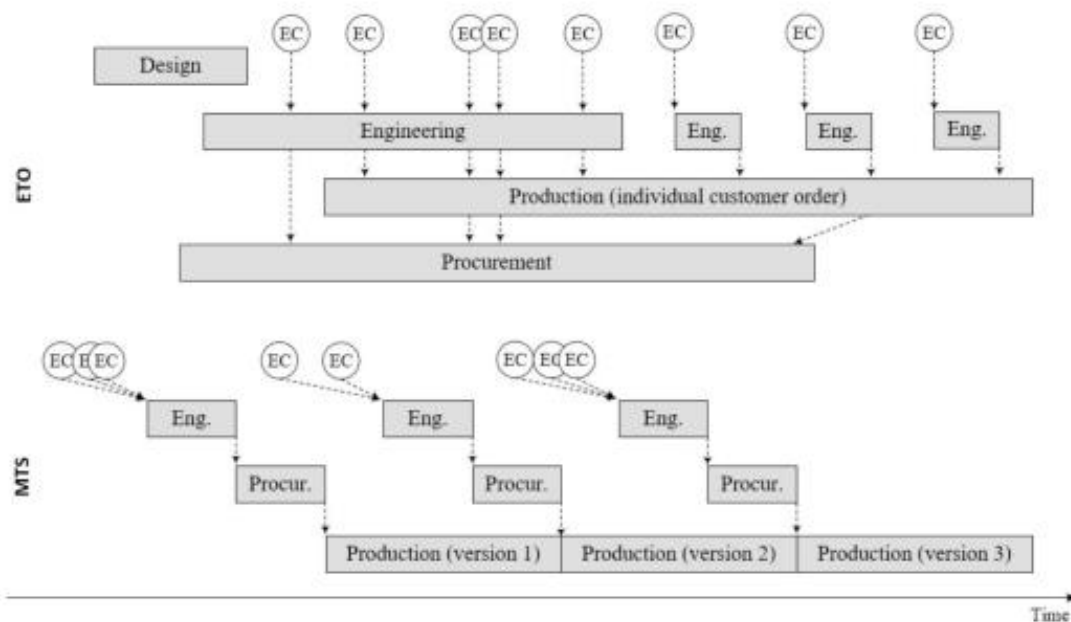 EC EC EC EC EC EC EC EC
Design
Engineering Eng. Eng. Eng.
ETO
Production (individual customer order)
Procurement
EC EC EC EC EC EC EC
Eng. Eng. Eng.
MTS
Procur. Procur. Procur.
Production (version 1) Production (version 2) Production (version 3)
Time